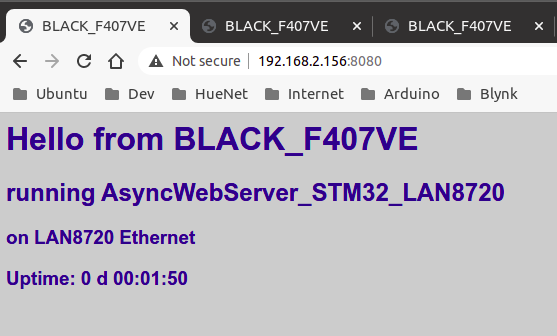 BLACK_F407VE BLACK_F407VE BLACK_F407VE
Not secure 192.168.2.156:8080
Ubuntu Dev HueNet Internet Arduino Blynk
Hello from BLACK_F407VE
running AsyncWebServer_STM32_LAN8720
on LAN8720 Ethernet
Uptime: 0 d 00:01:50